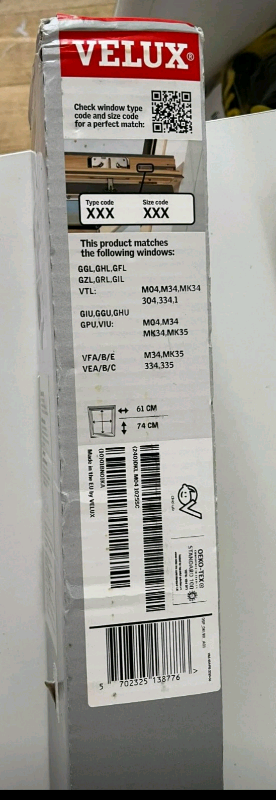 VELUX®
Check window type
code and size code
for a perfect match:
Type code
XXX
Size code
XXX
This product matches
the following windows:
GGL,GHL,GFL
GZL,GRL,GIL
VTL: M04,M34,MK34
304,334,1
GIU,GGU,GHU
GPU,VIU: M04,M34
MK34,MK35
VFA/B/E M34,MK35
VEA/B/C 334,335
61 CM
74 CM
Made in the EU by VELUX
OEKO-TEX®
STANDARD 100
5 702325 138776 >